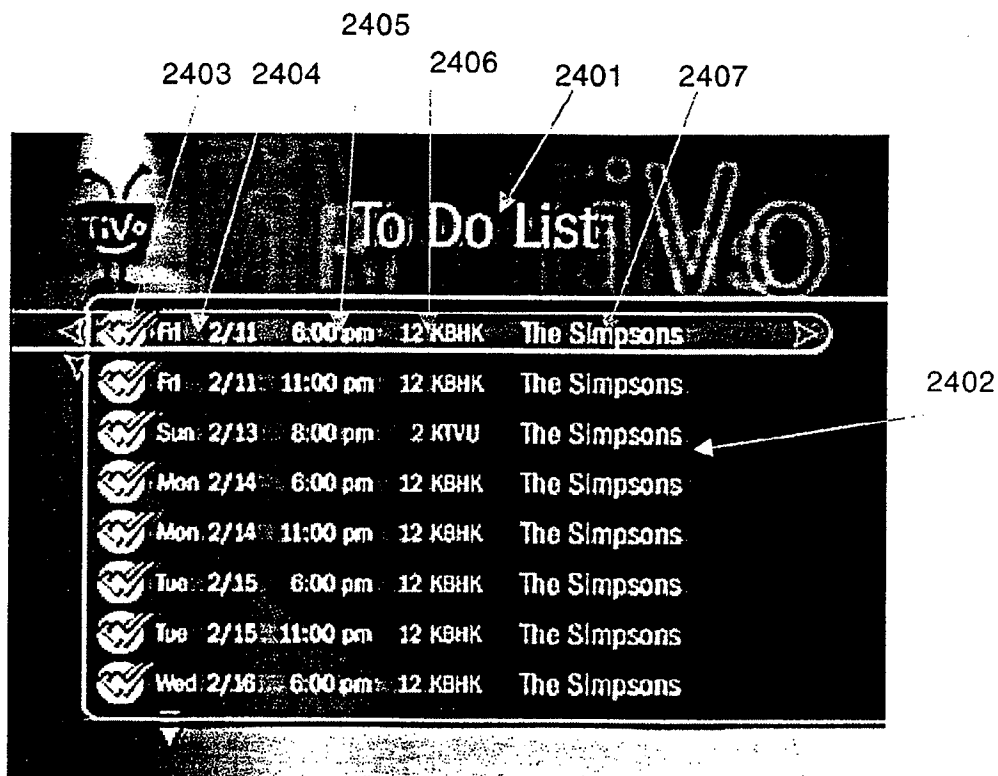 2405
2403 2404 2406 2401 2407
TiVo To Do List TiVo
Fri 2/11 6:00 pm 12 KBHK The Simpsons
Fri 2/11 11:00 pm 12 KBHK The Simpsons
2402
Sun 2/13 8:00 pm 2 KTVU The Simpsons
Mon 2/14 6:00 pm 12 KBHK The Simpsons
Mon 2/14 11:00 pm 12 KBHK The Simpsons
Tue 2/15 6:00 pm 12 KBHK The Simpsons
Tue 2/15 11:00 pm 12 KBHK The Simpsons
Wed 2/16 6:00 pm 12 KBHK The Simpsons